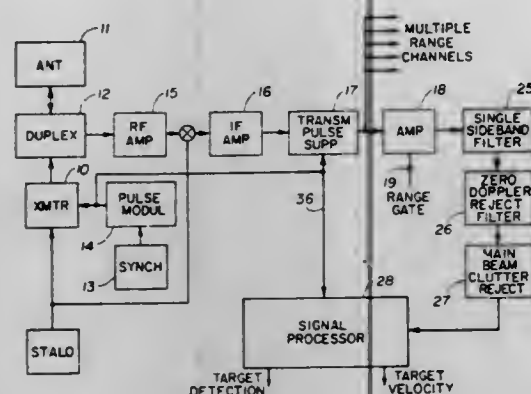 11
ANT
12
DUPLEX
15
RF
AMP
16
IF
AMP
17
TRANSM
PULSE
SUPP
MULTIPLE
RANGE
CHANNELS
18
AMP
19
RANGE
GATE
25
SINGLE
SIDEBAND
FILTER
10
XMTR
PULSE
MODUL
14
13
SYNCH
36
ZERO
DOPPLER
REJECT
FILTER
26
MAIN
BEAM
CLUTTER
REJECT
27
28
SIGNAL
PROCESSOR
STALO
TARGET
DETECTION
TARGET
VELOCITY